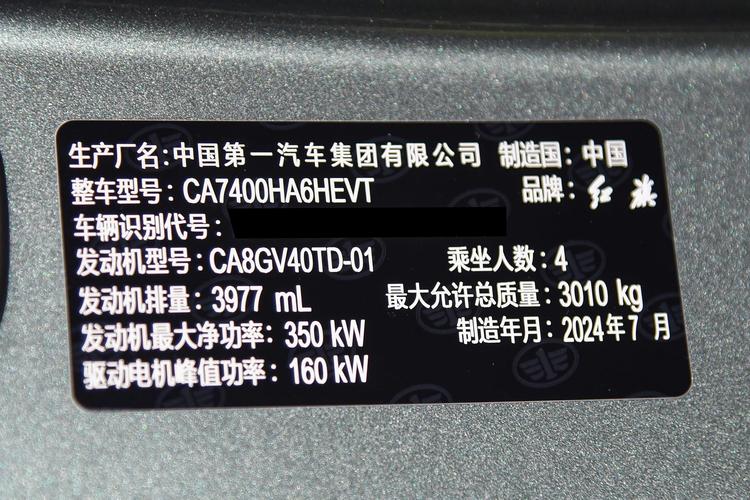 生产厂名:中国第一汽车集团有限公司 制造国:中国
整车型号:CA7400HA6HEVT 品牌:红旗
车辆识别代号:
发动机型号:CA8GV40TD-01 乘坐人数:4
发动机排量:3977 mL 最大允许总质量:3010 kg
发动机最大净功率:350 kW 制造年月:2024年7 月
驱动电机峰值功率:160 kW